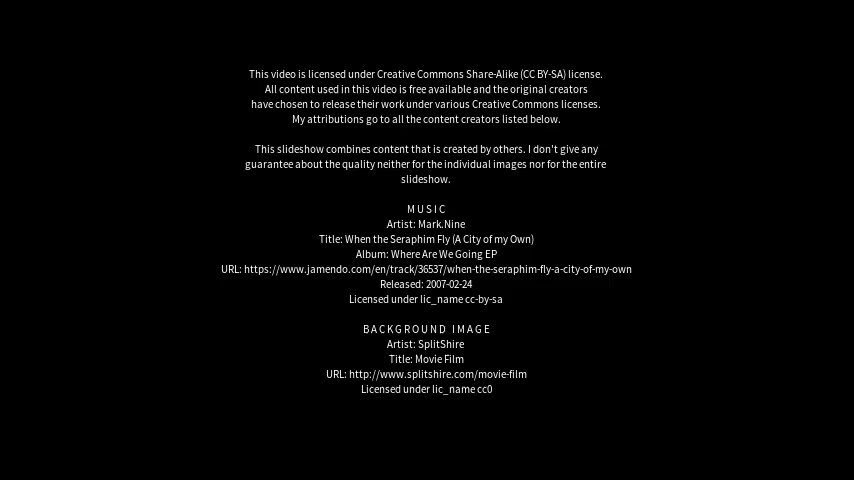 This video is licensed under Creative Commons Share-Alike (CC BY-SA) license.
All content used in this video is free available and the original creators
have chosen to release their work under various Creative Commons licenses.
My attributions go to all the content creators listed below.
This slideshow combines content that is created by others. I don't give any
guarantee about the quality neither for the individual images nor for the entire
slideshow.
MUSIC
Artist: Mark.Nine
Title: When the Seraphim Fly (A City of my Own)
Album: Where Are We Going EP
URL: https://www.jamendo.com/en/track/36537/when-the-seraphim-fly-a-city-of-my-own
Released: 2007-02-24
Licensed under lic_name cc-by-sa
BACKGROUND IMAGE
Artist: SplitShire
Title: Movie Film
URL: http://www.splitshire.com/movie-film
Licensed under lic_name cc0